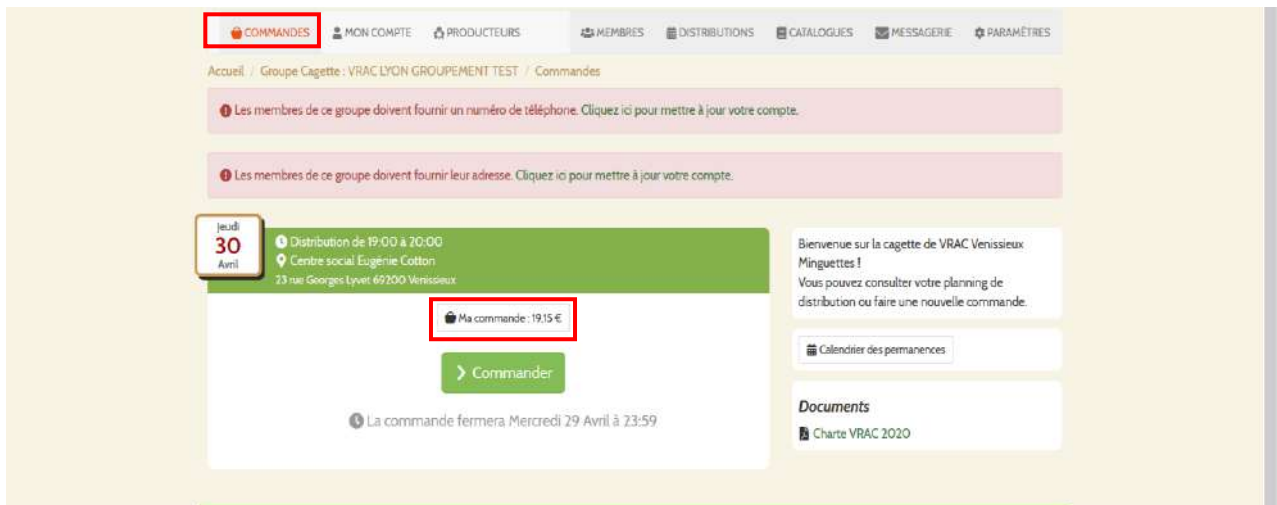 COMMANDES MON COMPTE PRODUCTEURS MEMBRES DISTRIBUTIONS CATALOGUES MESSAGERIE PARAMÈTRES
Accueil / Groupe Cagette : VRAC LYON GROUPEMENT TEST / Commandes
Les membres de ce groupe doivent fournir un numéro de téléphone. Cliquez ici pour mettre à jour votre compte.
Les membres de ce groupe doivent fournir leur adresse. Cliquez ici pour mettre à jour votre compte.
Jeudi
30
Avril
Distribution de 19:00 à 20:00
Centre social Eugénie Cotton
23 rue Georges Lyvet 69200 Venissieux
Ma commande : 19,15 €
Commander
La commande fermera Mercredi 29 Avril à 23:59
Bienvenue sur la cagette de VRAC Venissieux
Minguettes !
Vous pouvez consulter votre planning de
distribution ou faire une nouvelle commande.
Calendrier des permanences
Documents
Charte VRAC 2020